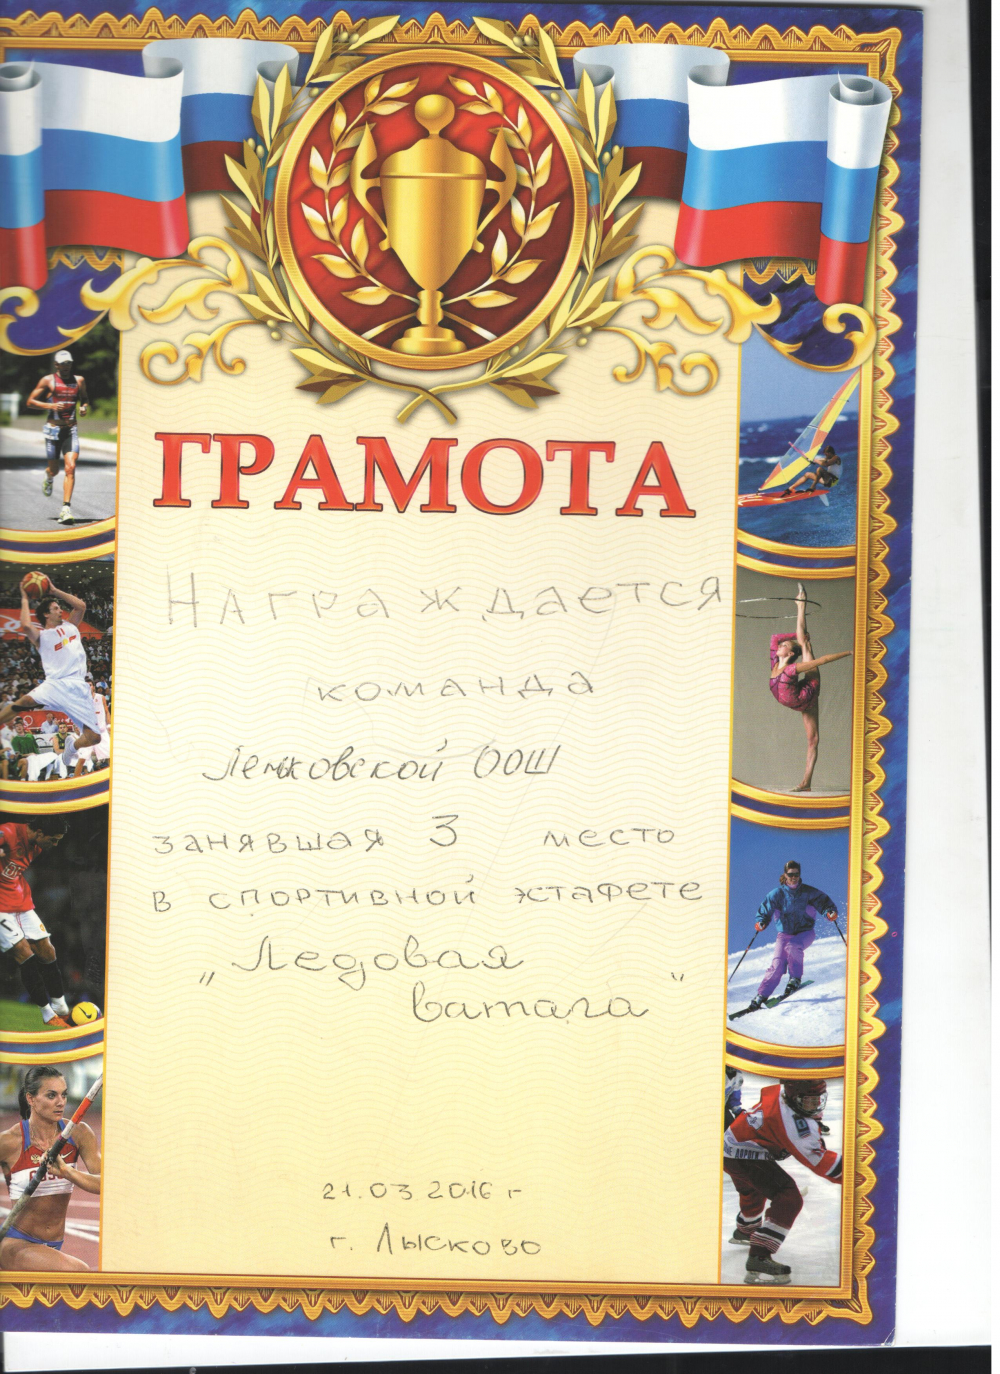 ГРАМОТА
Награждается
команда
Леньковской ООШ
занявшая 3 место
в спортивной эстафете
„Ледовая
ватага"
21.03.2016 г
г. Лысково